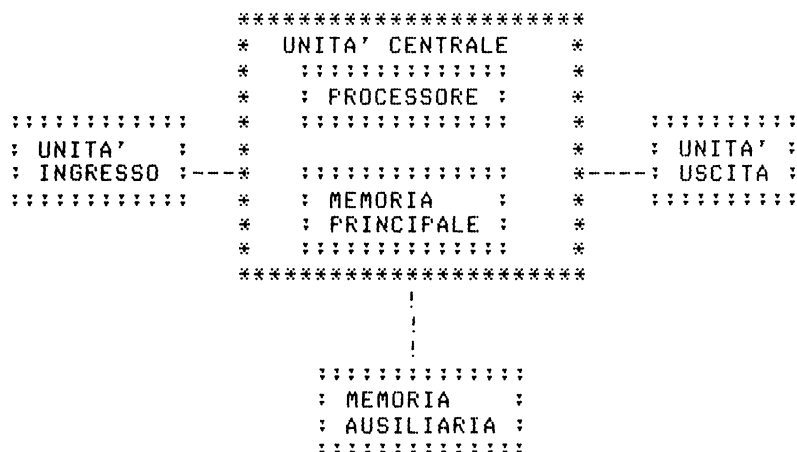 UNITA' CENTRALE
PROCESSORE
UNITA'
INGRESSO
MEMORIA
PRINCIPALE
UNITA'
USCITA
MEMORIA
AUSILIARIA